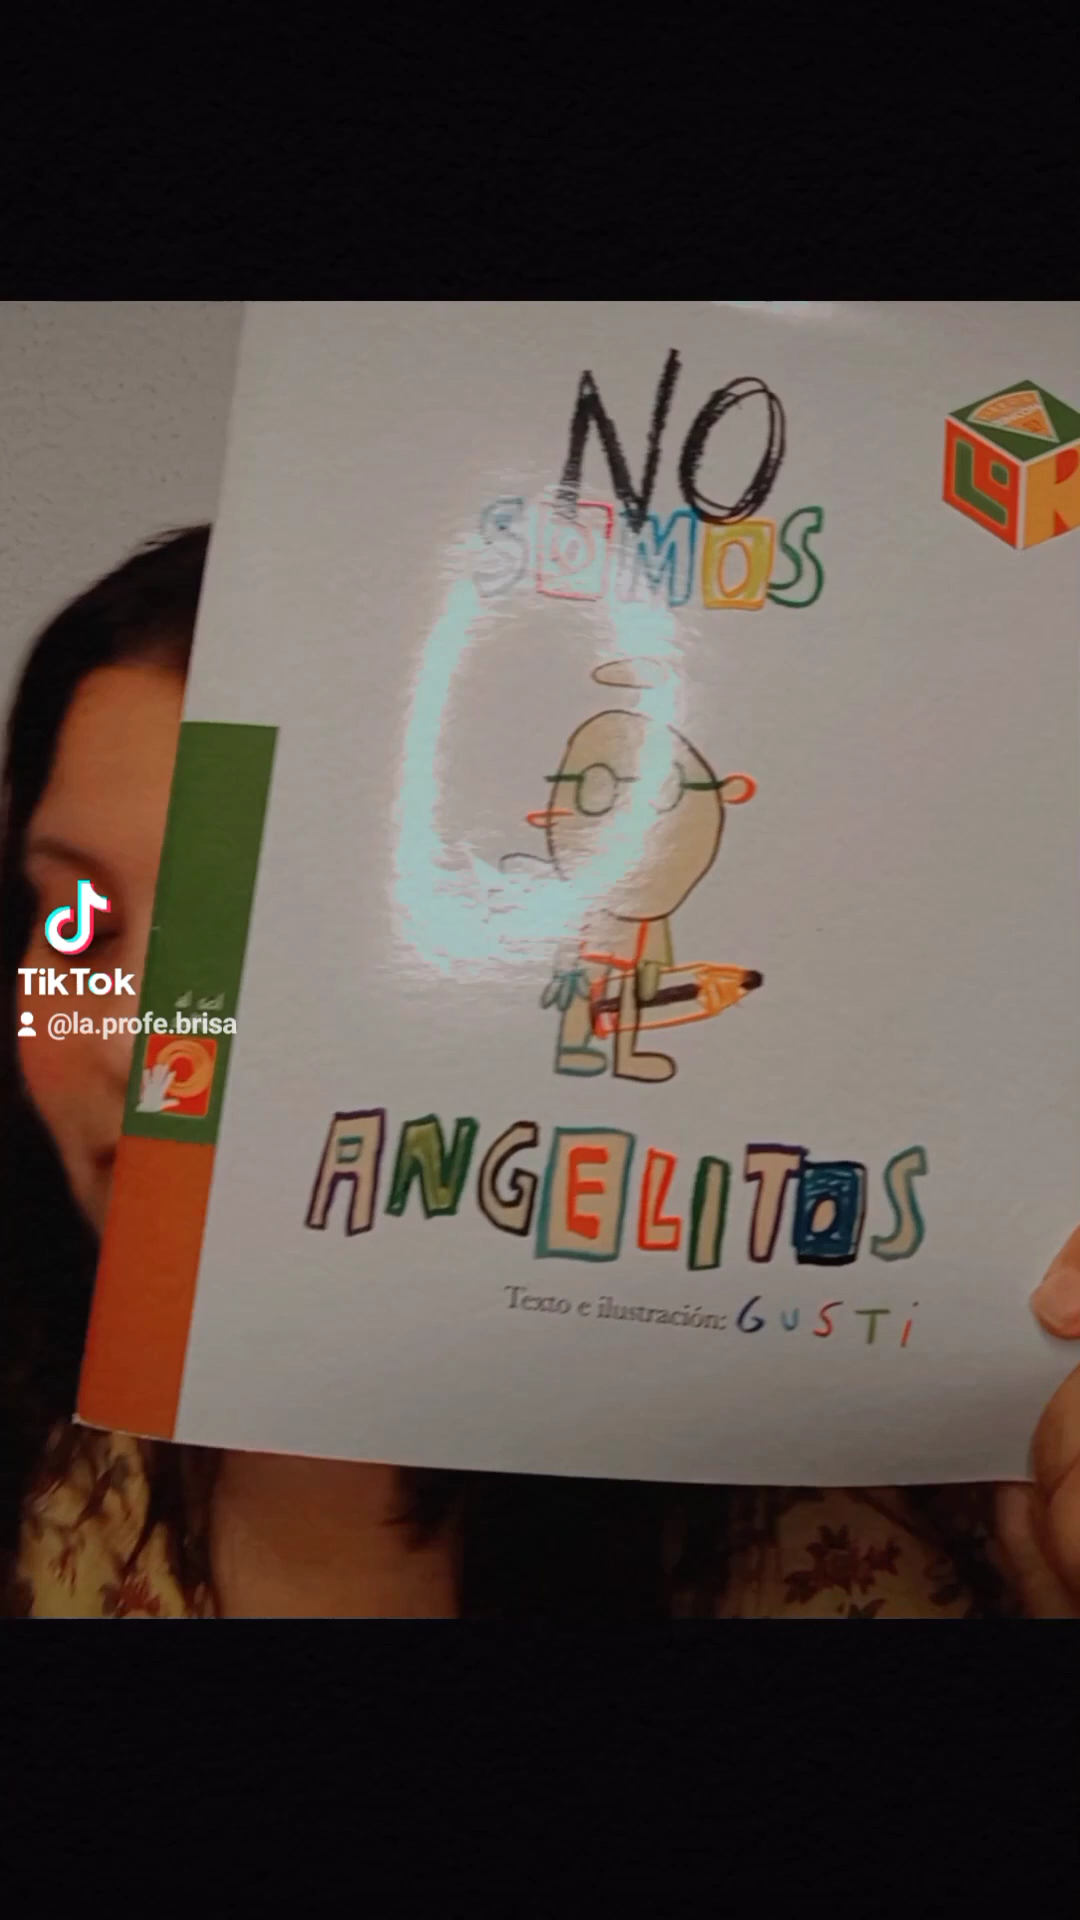 NO
SOMOS
ANGELITOS
Texto e ilustración: GUSTi
TikTok
@la.profe.brisa